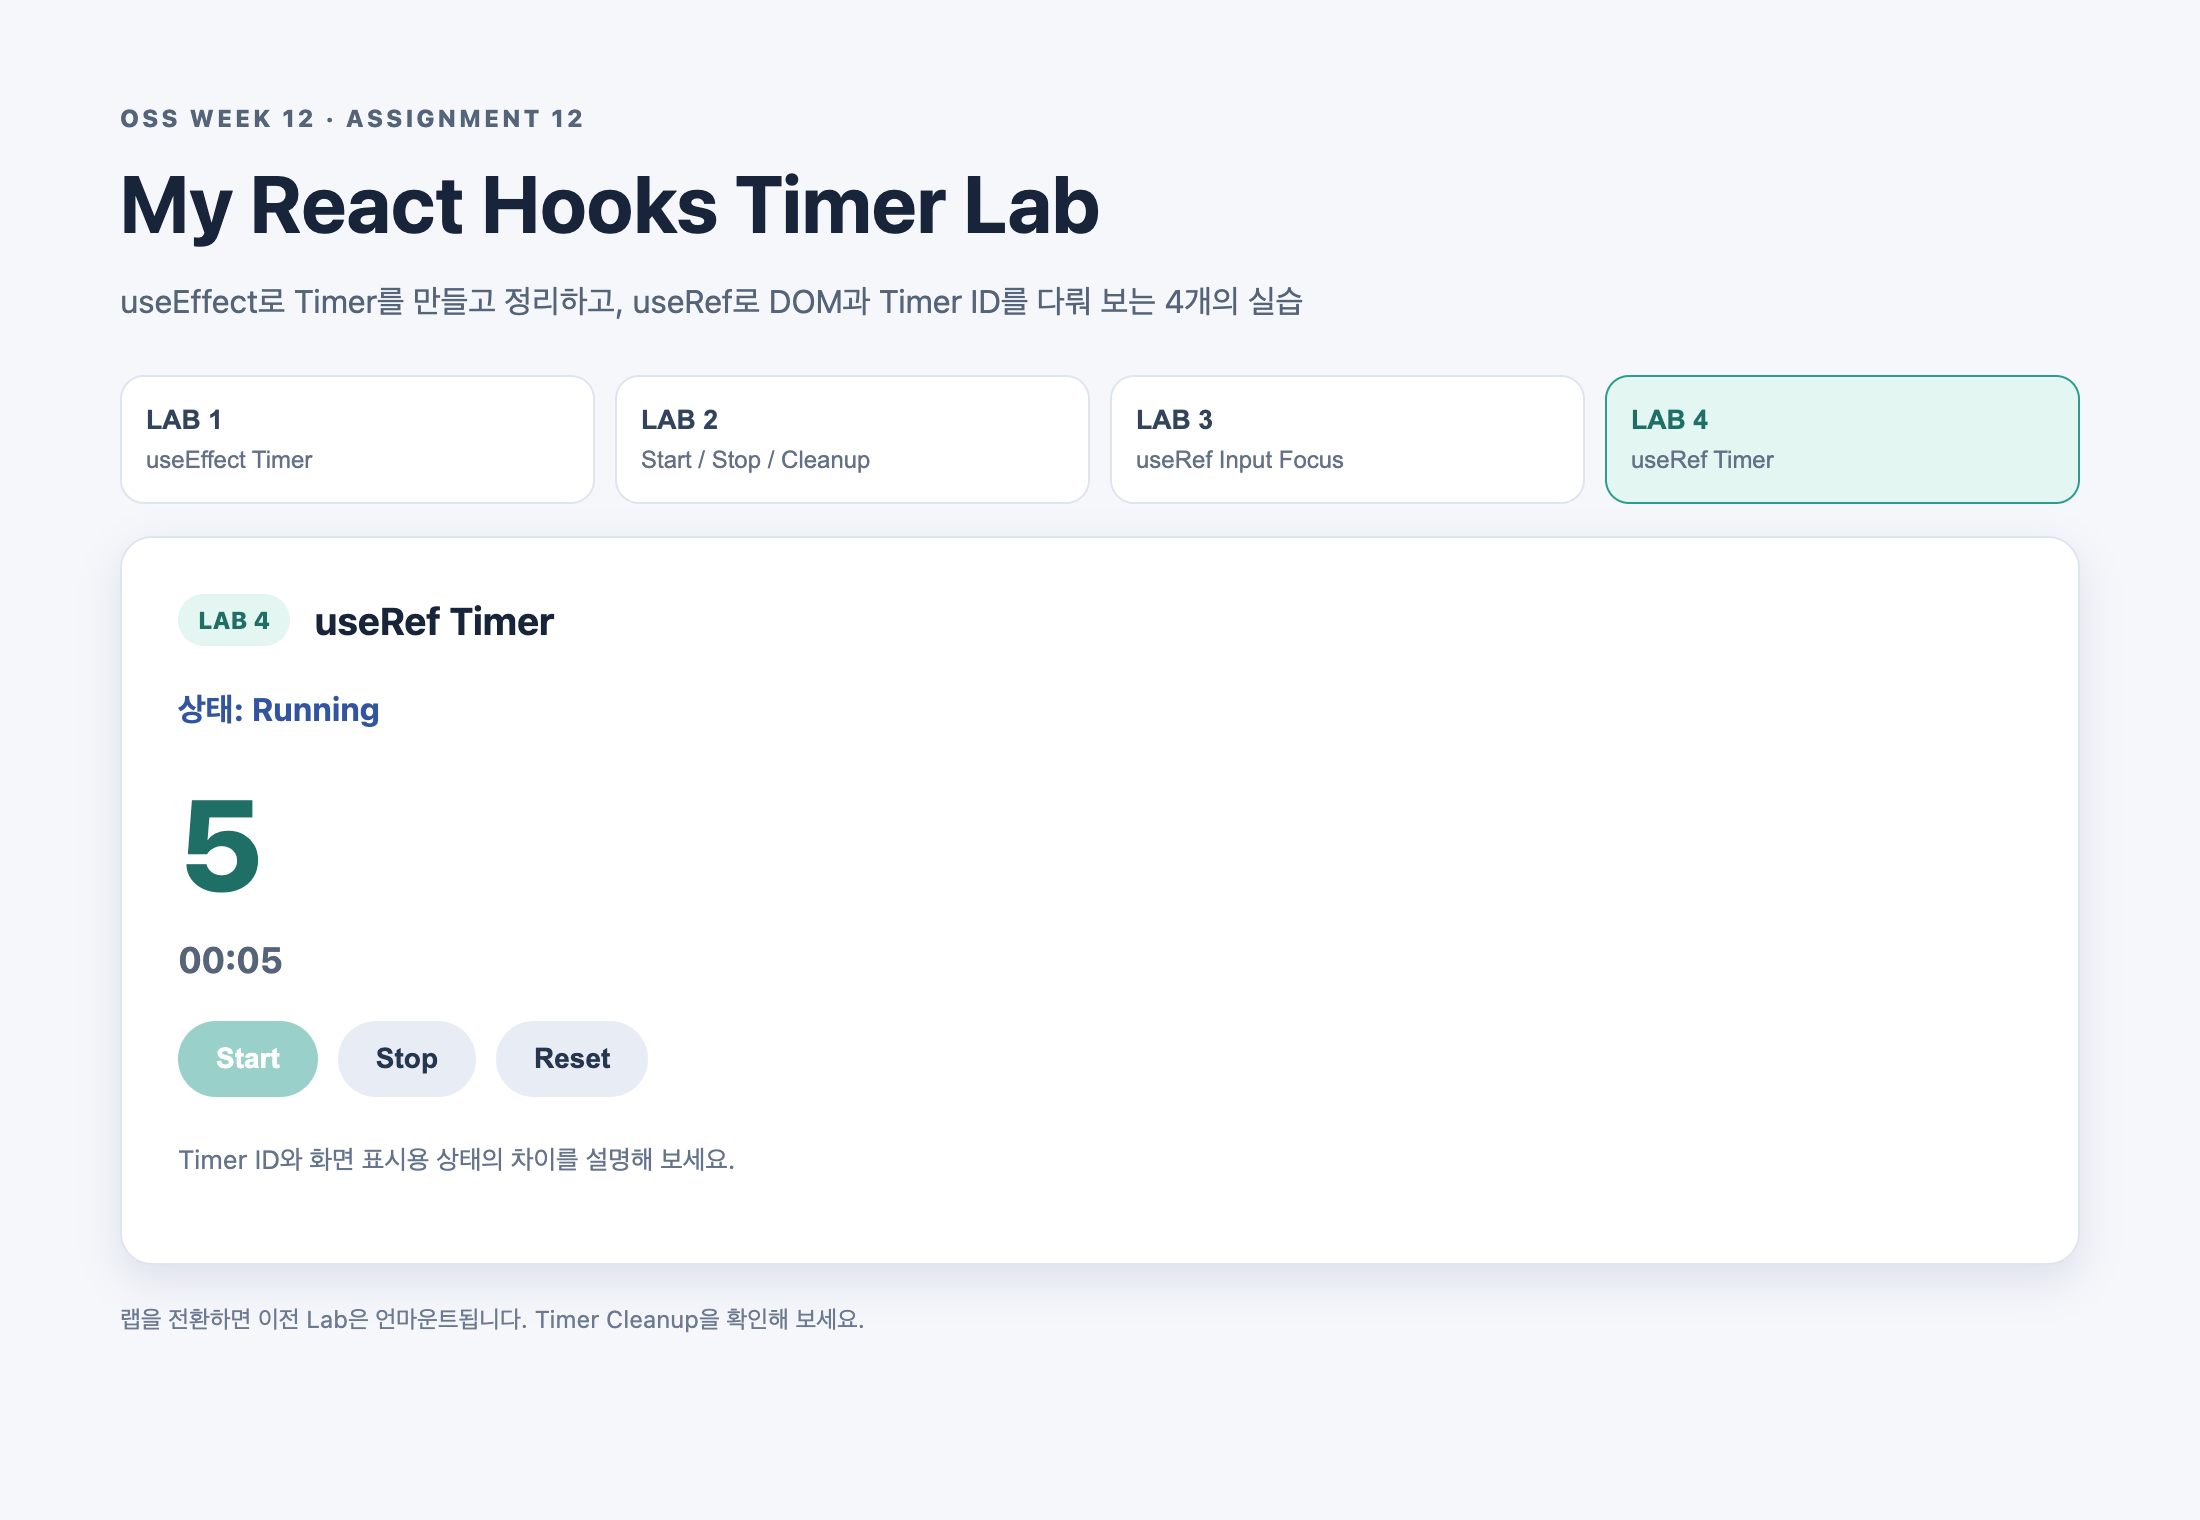 OSS WEEK 12 · ASSIGNMENT 12
My React Hooks Timer Lab
useEffect로 Timer를 만들고 정리하고, useRef로 DOM과 Timer ID를 다뤄 보는 4개의 실습
LAB 1
useEffect Timer
LAB 2
Start / Stop / Cleanup
LAB 3
useRef Input Focus
LAB 4
useRef Timer
LAB 4 useRef Timer
상태: Running
5
00:05
Start Stop Reset
Timer ID와 화면 표시용 상태의 차이를 설명해 보세요.
랩을 전환하면 이전 Lab은 언마운트됩니다. Timer Cleanup을 확인해 보세요.